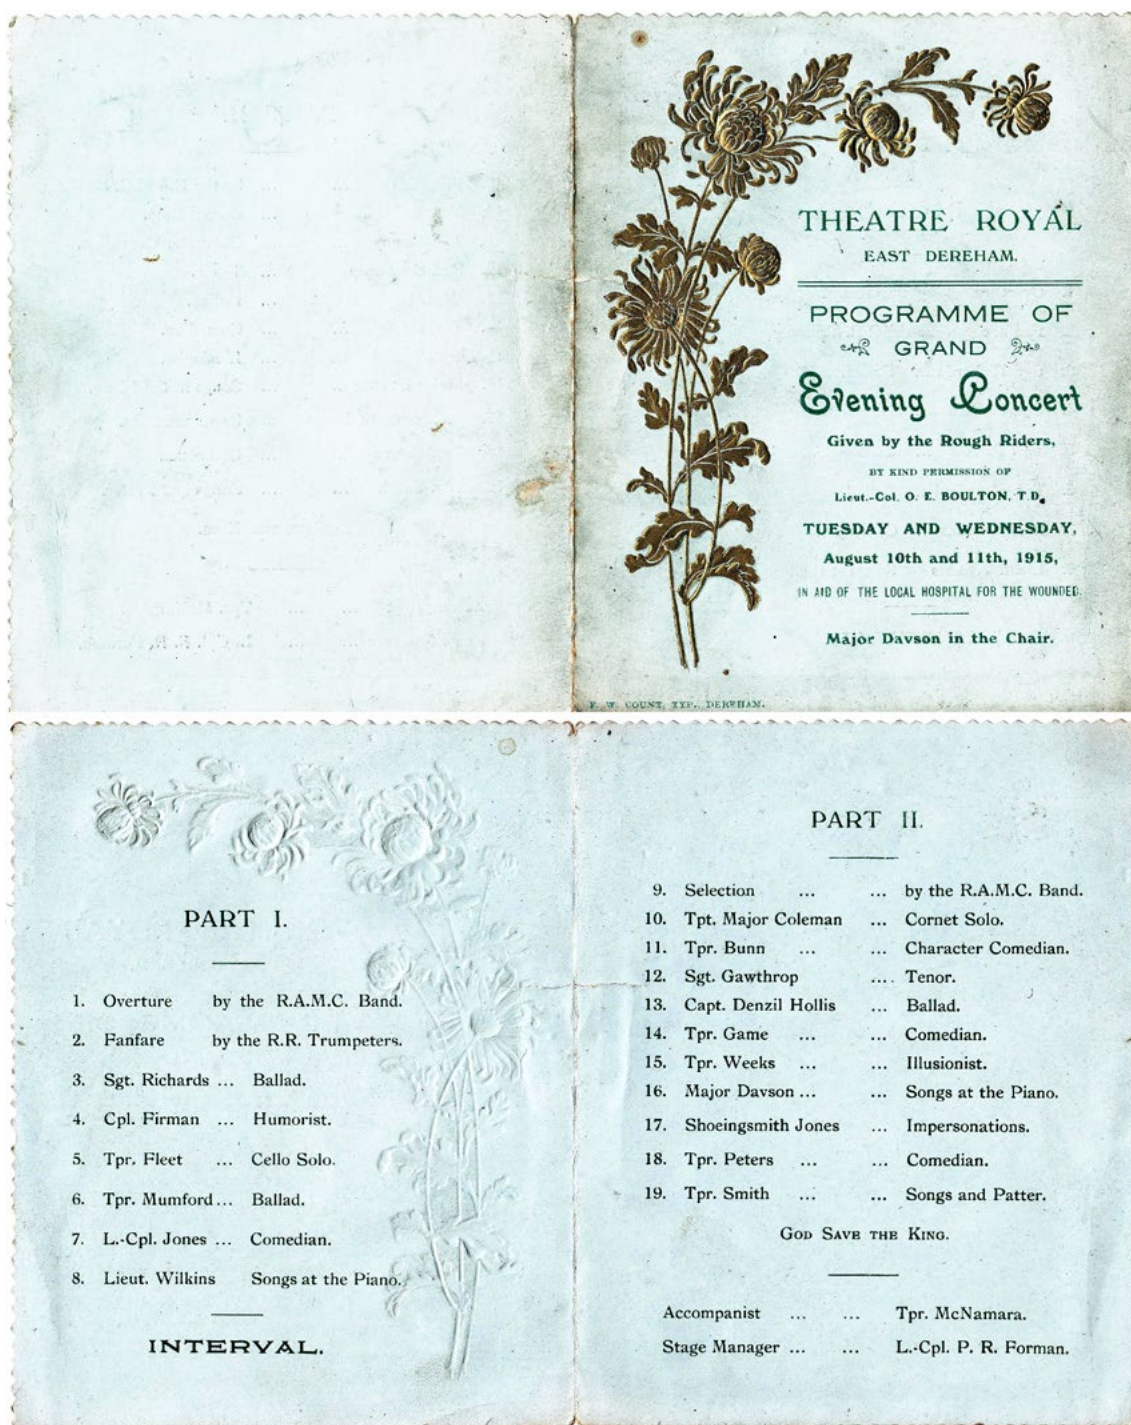 THEATRE ROYAL
EAST DEREHAM.
PROGRAMME OF
GRAND
Evening Concert
Given by the Rough Riders,
BY KIND PERMISSION OF
Lieut.-Col. O. E. BOULTON, T.D.
TUESDAY AND WEDNESDAY,
August 10th and 11th, 1915,
IN AID OF THE LOCAL HOSPITAL FOR THE WOUNDED.
Major Davson in the Chair.
F. W. COUNT, TYP., DEREHAM.
PART I.
1. Overture by the R.A.M.C. Band.
2. Fanfare by the R.R. Trumpeters.
3. Sgt. Richards ... Ballad.
4. Cpl. Firman ... Humorist.
5. Tpr. Fleet ... Cello Solo.
6. Tpr. Mumford ... Ballad.
7. L.-Cpl. Jones ... Comedian.
8. Lieut. Wilkins Songs at the Piano.
INTERVAL.
PART II.
9. Selection ... ... by the R.A.M.C. Band.
10. Tpt. Major Coleman ... Cornet Solo.
11. Tpr. Bunn ... ... Character Comedian.
12. Sgt. Gawthrop .... Tenor.
13. Capt. Denzil Hollis ... Ballad.
14. Tpr. Game ... ... Comedian.
15. Tpr. Weeks ... ... Illusionist.
16. Major Davson ... ... Songs at the Piano.
17. Shoeingsmith Jones ... Impersonations.
18. Tpr. Peters ... ... Comedian.
19. Tpr. Smith ... ... Songs and Patter.
GOD SAVE THE KING.
Accompanist ... ... Tpr. McNamara.
Stage Manager ... ... L.-Cpl. P. R. Forman.